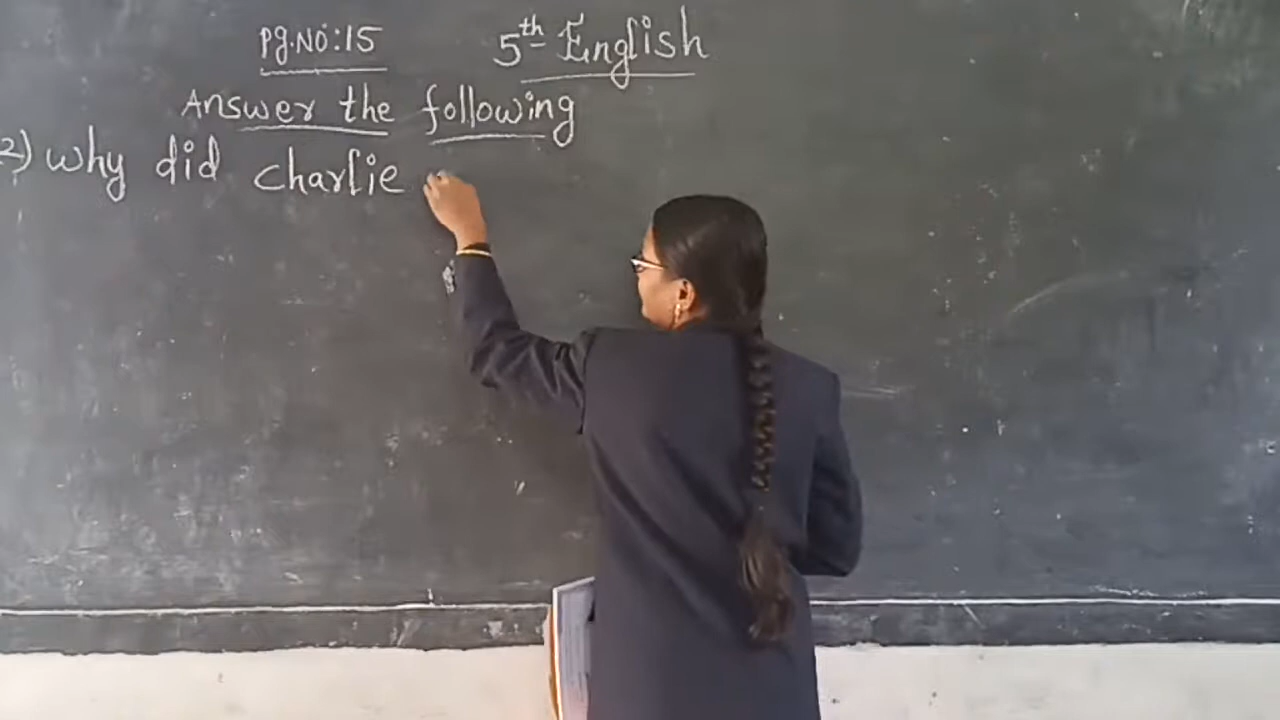 Pg.No:15 5th English
Answer the following
2) why did charlie